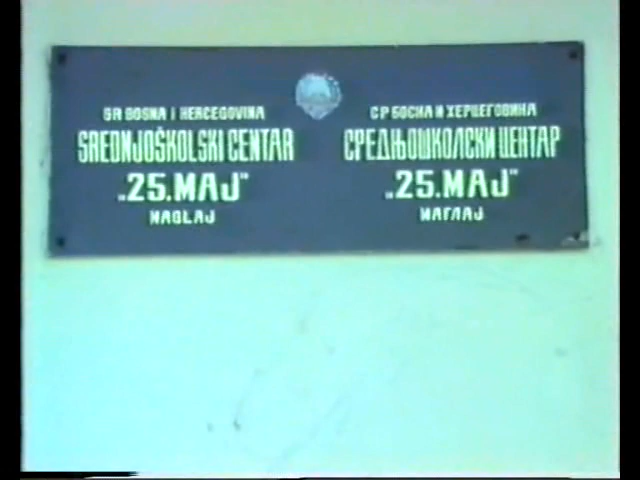 SR BOSNA I HERCEGOVINA
SREDNJOŠKOLSKI CENTAR
„25.MAJ"
MAGLAJ
СР БОСНА И ХЕРЦЕГОВИНА
СРЕДЊОШКОЛСКИ ЦЕНТАР
„25.МАЈ"
МАГЛАЈ